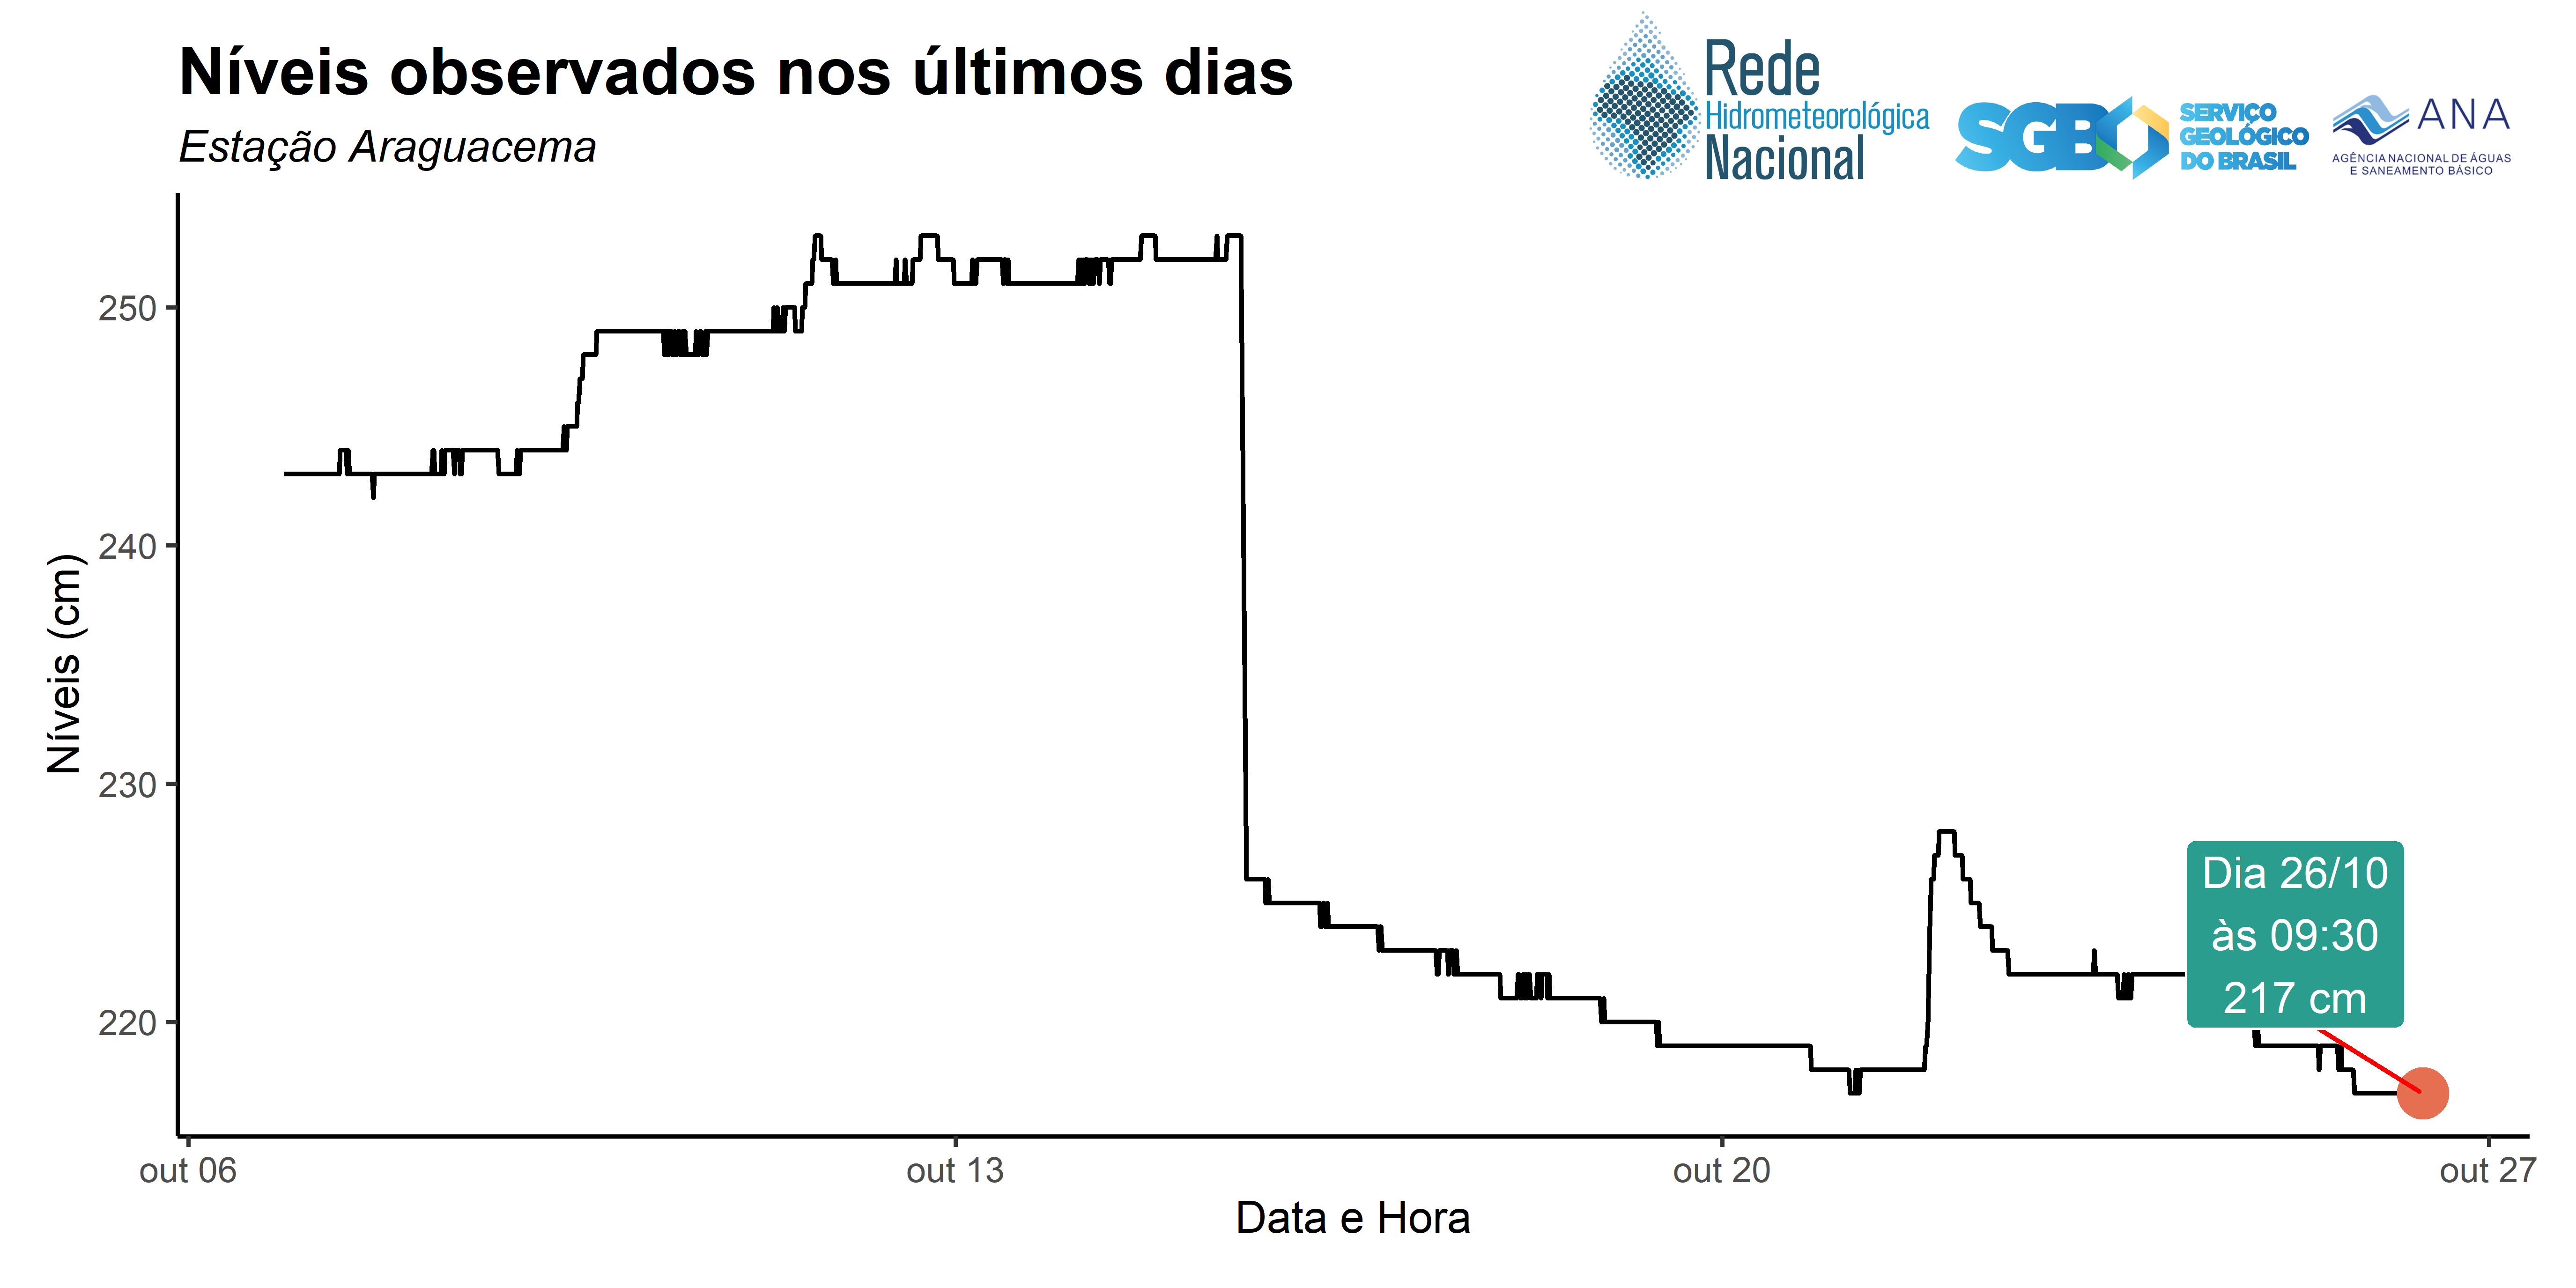 Níveis observados nos últimos dias
Estação Araguacema
Rede
Hidrometeorológica
Nacional
SGB
SERVIÇO
GEOLÓGICO
DO BRASIL
ANA
AGÊNCIA NACIONAL DE ÁGUAS
E SANEAMENTO BÁSICO
Níveis (cm)
250
240
230
220
Dia 26/10
às 09:30
217 cm
out 06
out 13
out 20
out 27
Data e Hora